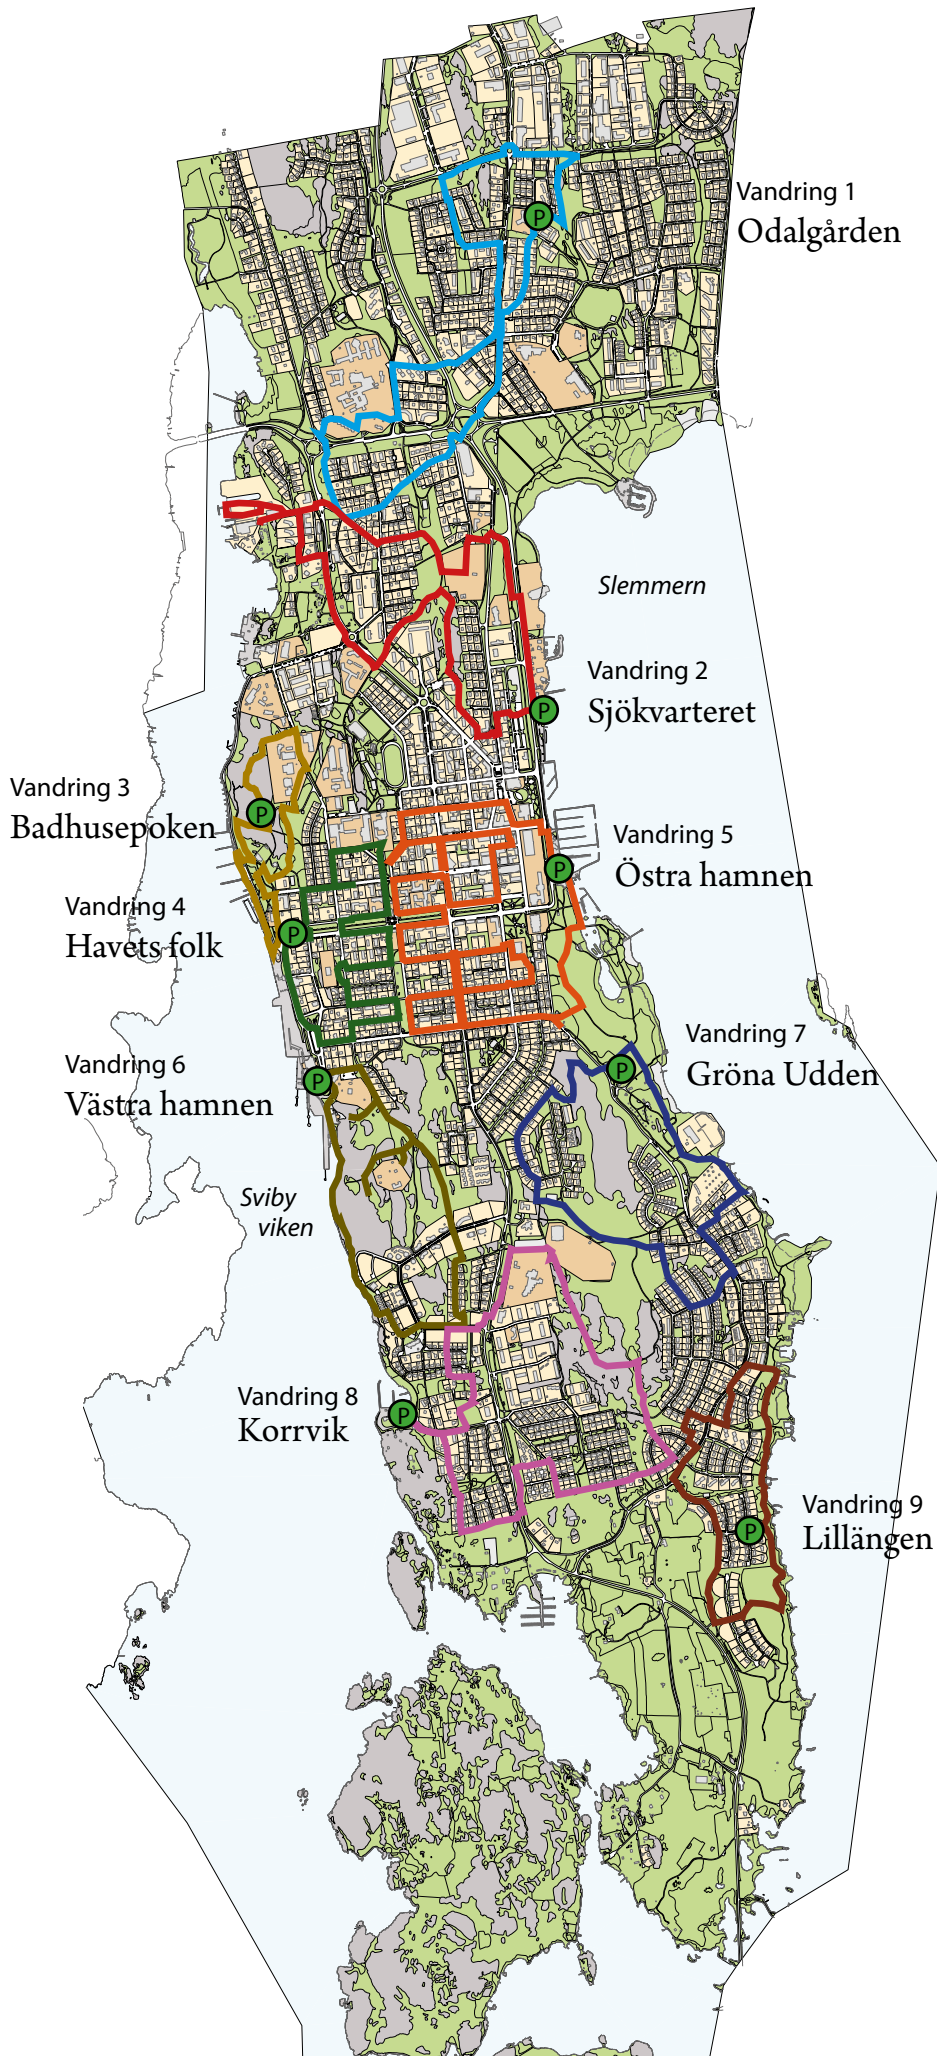 P
Vandring 1
Odalgården
Slemmern
Vandring 2
Sjökvarteret
P
Vandring 3
Badhusepoken
P
Vandring 5
Östra hamnen
P
Vandring 4
Havets folk
P
Vandring 7
Gröna Udden
P
Vandring 6
Västra hamnen
P
Sviby
viken
Vandring 8
Korrvik
P
Vandring 9
Lillängen
P